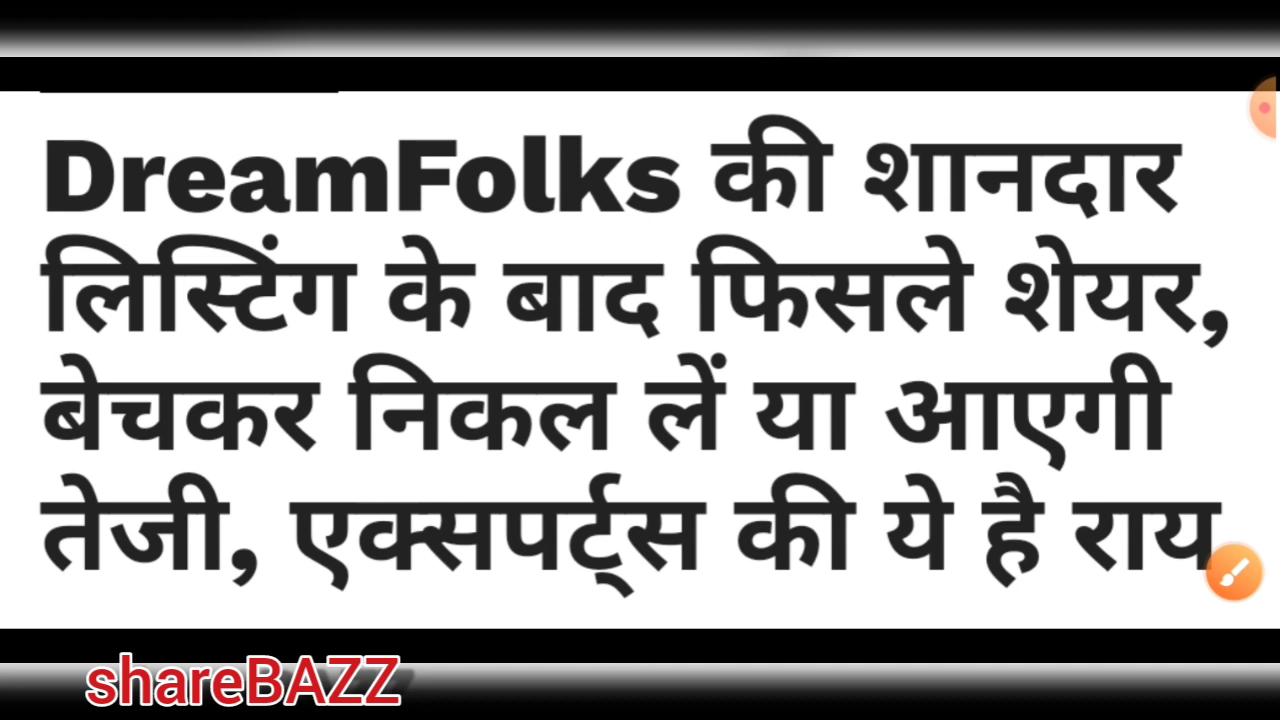 DreamFolks की शानदार
लिस्टिंग के बाद फिसले शेयर,
बेचकर निकल लें या आएगी
तेजी, एक्सपर्ट्स की ये है राय
shareBAZZ